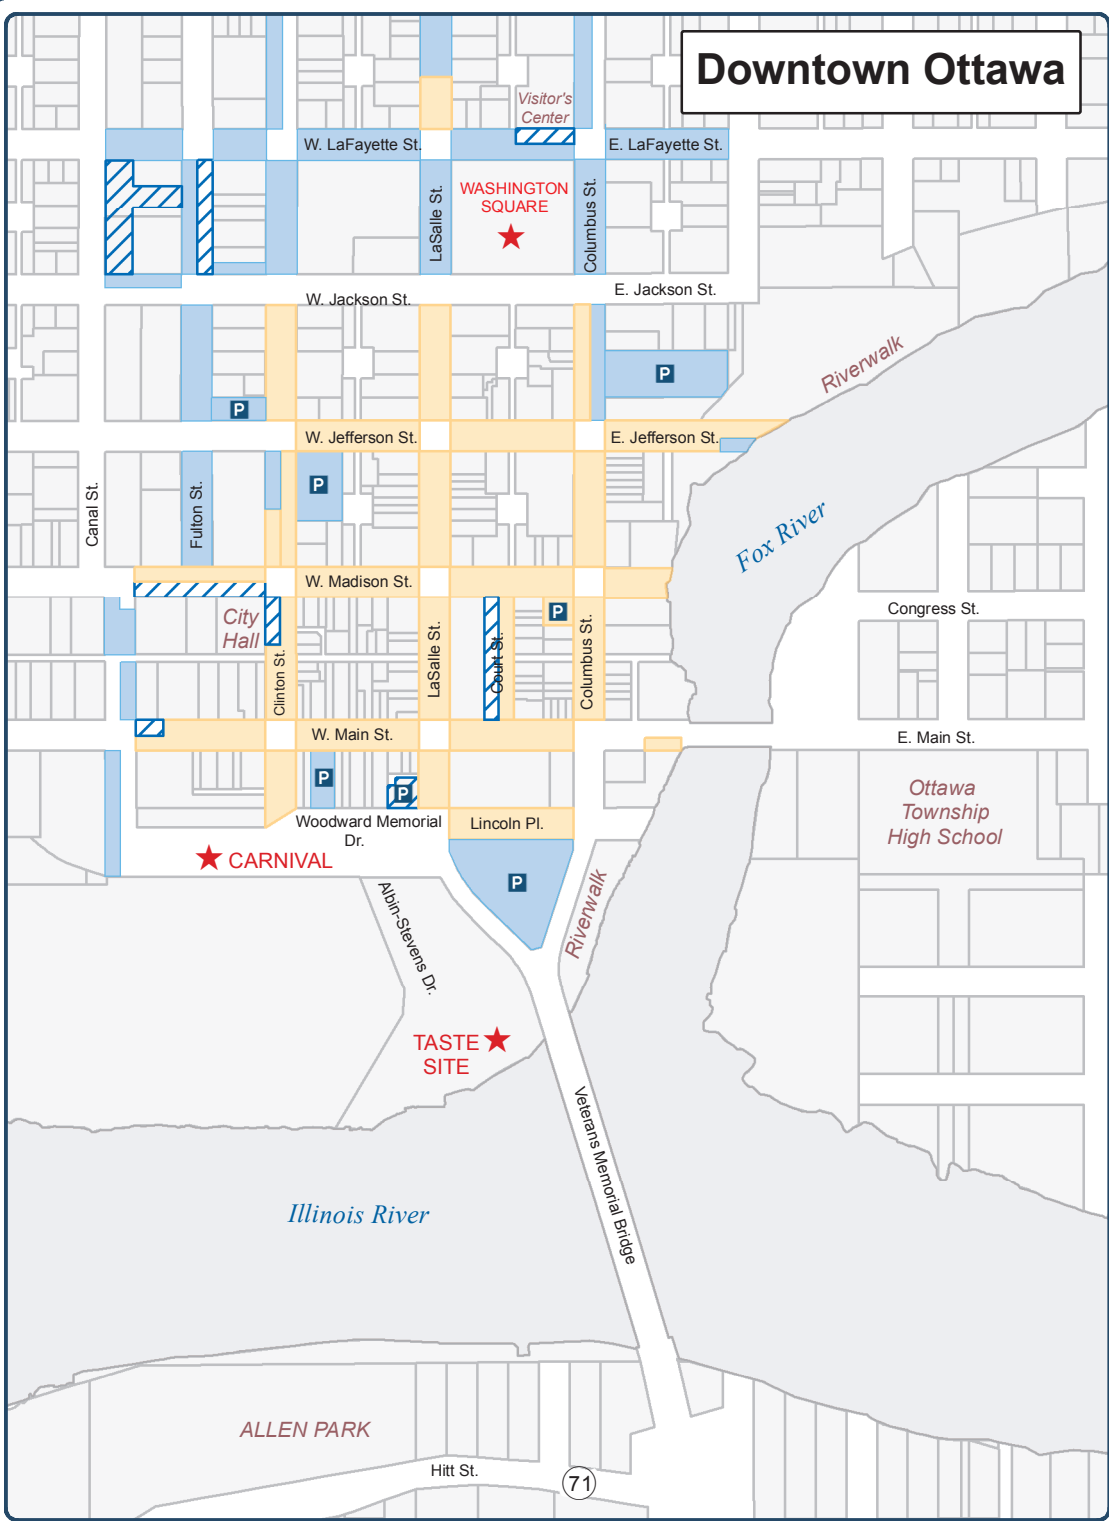 Downtown Ottawa
Visitor's
Center
W. LaFayette St.
E. LaFayette St.
WASHINGTON
SQUARE
LaSalle St.
Columbus St.
W. Jackson St.
E. Jackson St.
Riverwalk
P
P
W. Jefferson St.
E. Jefferson St.
P
Canal St.
Fulton St.
Fox River
W. Madison St.
City
Hall
P
Congress St.
Clinton St.
LaSalle St.
Court St.
Columbus St.
W. Main St.
E. Main St.
P
P
Ottawa
Township
High School
Woodward Memorial
Dr.
Lincoln Pl.
CARNIVAL
P
Albin-Stevens Dr.
Riverwalk
TASTE
SITE
Veterans Memorial Bridge
Illinois River
ALLEN PARK
Hitt St.
71